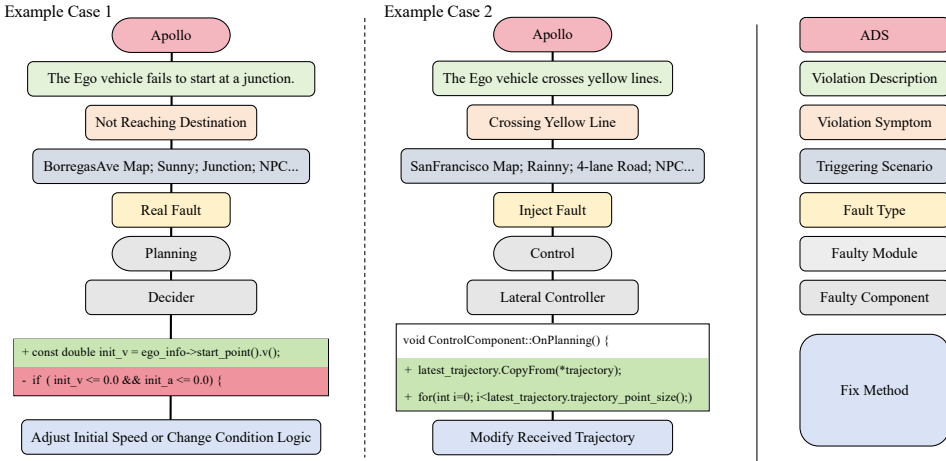 Example Case 1
Apollo
The Ego vehicle fails to start at a junction.
Not Reaching Destination
BorregasAve Map; Sunny; Junction; NPC...
Real Fault
Planning
Decider
+ const double init_v = ego_info->start_point().v();
- if ( init_v <= 0.0 && init_a <= 0.0) {
Adjust Initial Speed or Change Condition Logic
Example Case 2
Apollo
The Ego vehicle crosses yellow lines.
Crossing Yellow Line
SanFrancisco Map; Rainny; 4-lane Road; NPC...
Inject Fault
Control
Lateral Controller
void ControlComponent::OnPlanning() {
+ latest_trajectory.CopyFrom(*trajectory);
+ for(int i=0; i<latest_trajectory.trajectory_point_size();)
Modify Received Trajectory
ADS
Violation Description
Violation Symptom
Triggering Scenario
Fault Type
Faulty Module
Faulty Component
Fix Method